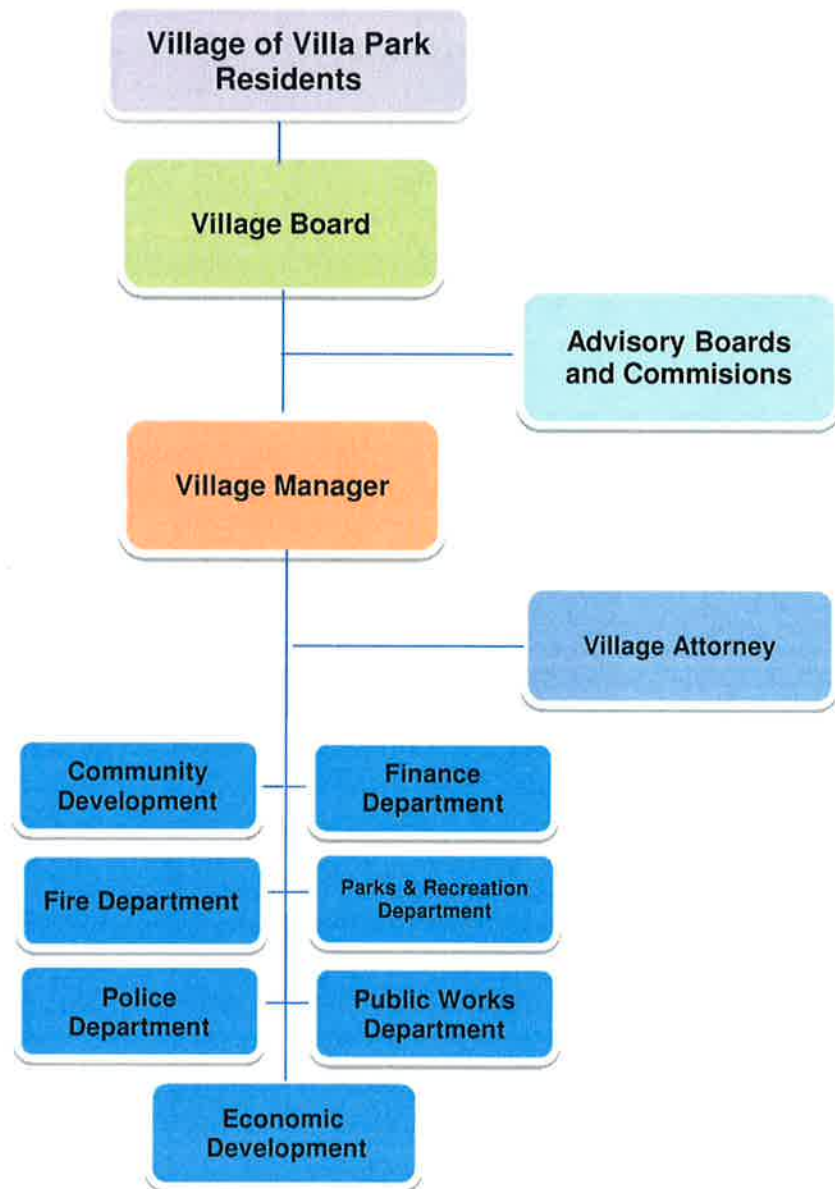 Village of Villa Park
Residents
Village Board
Advisory Boards
and Commisions
Village Manager
Village Attorney
Community
Development
Finance
Department
Fire Department
Parks & Recreation
Department
Police
Department
Public Works
Department
Economic
Development